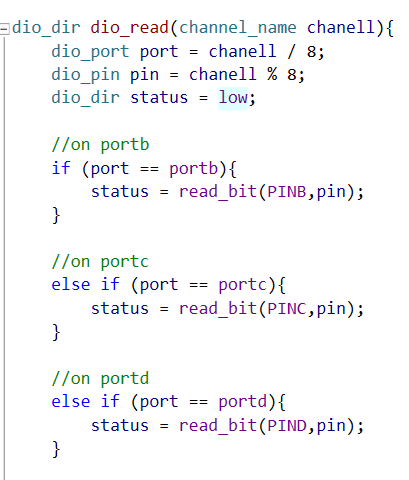 dio_dir dio_read(channel_name chanell){
dio_port port = chanell / 8;
dio_pin pin = chanell % 8;
dio_dir status = low;
//on portb
if (port == portb){
status = read_bit(PINB,pin);
}
//on portc
else if (port == portc){
status = read_bit(PINC,pin);
}
//on portd
else if (port == portd){
status = read_bit(PIND,pin);
}